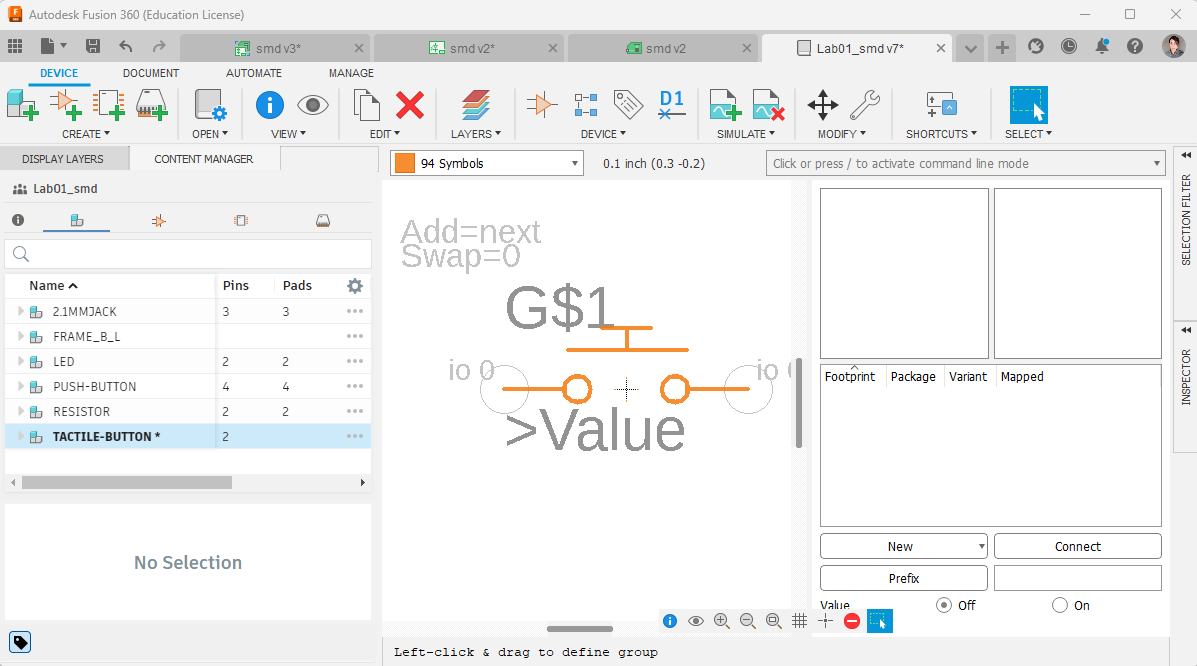 Autodesk Fusion 360 (Education License)
smd v3*
smd v2*
smd v2
Lab01_smd v7*
DEVICE
DOCUMENT
AUTOMATE
MANAGE
D1
CREATE
OPEN
VIEW
EDIT
LAYERS
DEVICE
SIMULATE
MODIFY
SHORTCUTS
SELECT
DISPLAY LAYERS
CONTENT MANAGER
94 Symbols
0.1 inch (0.3 -0.2)
Click or press / to activate command line mode
Lab01_smd
Name Pins Pads
2.1MMJACK 3 3
FRAME_B_L
LED 2 2
PUSH-BUTTON 4 4
RESISTOR 2 2
TACTILE-BUTTON * 2
No Selection
Add=next
Swap=0
G$1
io 0
io 0
>Value
Footprint Package Variant Mapped
New
Connect
Prefix
Value
Off
On
SELECTION FILTER
INSPECTOR
Left-click & drag to define group